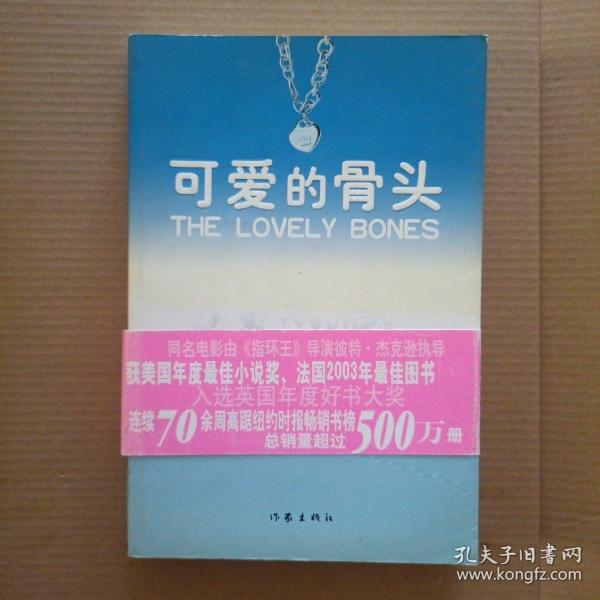 可爱的骨头
THE LOVELY BONES
同名电影由《指环王》导演彼特·杰克逊执导
获美国年度最佳小说奖、法国2003年最佳图书
入选英国年度好书大奖
连续70余周高踞纽约时报畅销书榜
总销量超过500万册
作家出版社
孔夫子旧书网
www.kongfz.com